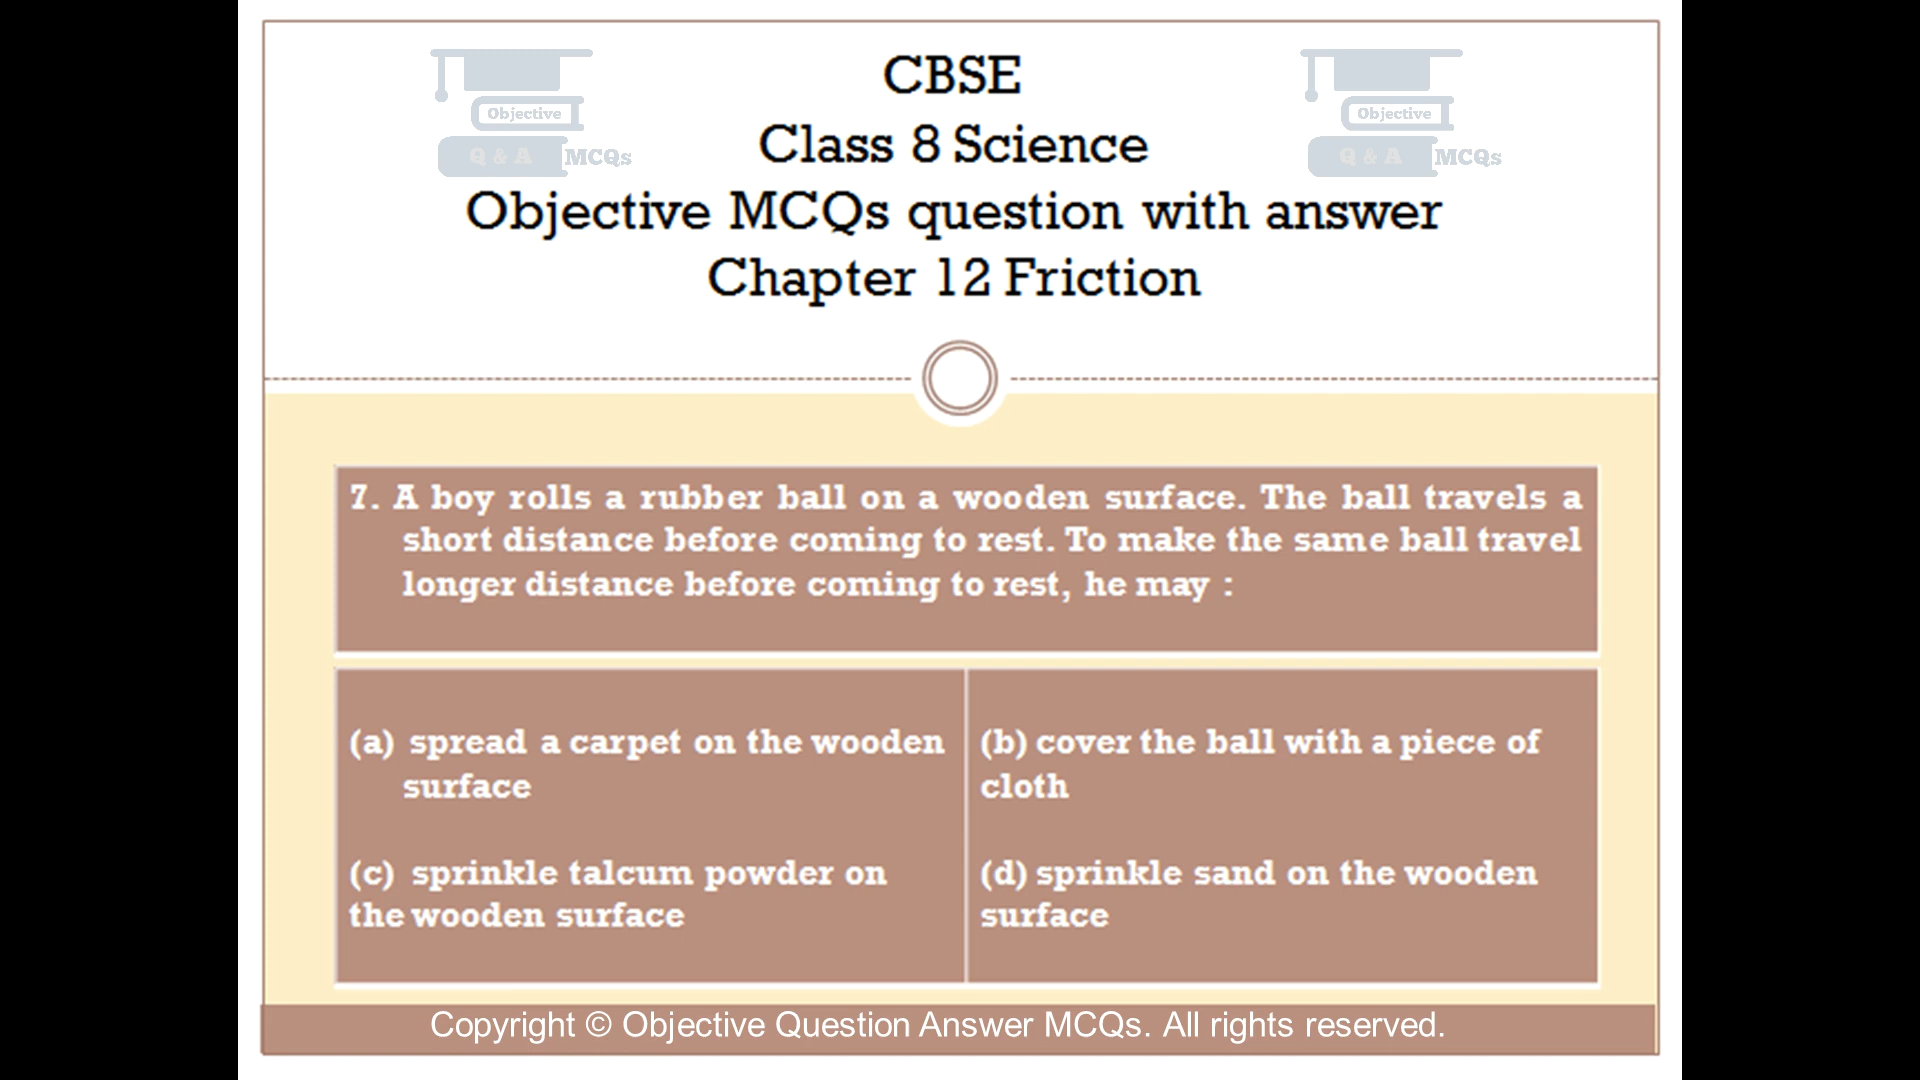 Objective
Q & A MCQs
Objective
Q & A MCQs
CBSE
Class 8 Science
Objective MCQs question with answer
Chapter 12 Friction
7. A boy rolls a rubber ball on a wooden surface. The ball travels a
short distance before coming to rest. To make the same ball travel
longer distance before coming to rest, he may :
(a) spread a carpet on the wooden
surface
(b) cover the ball with a piece of
cloth
(c) sprinkle talcum powder on
the wooden surface
(d) sprinkle sand on the wooden
surface
Copyright © Objective Question Answer MCQs. All rights reserved.